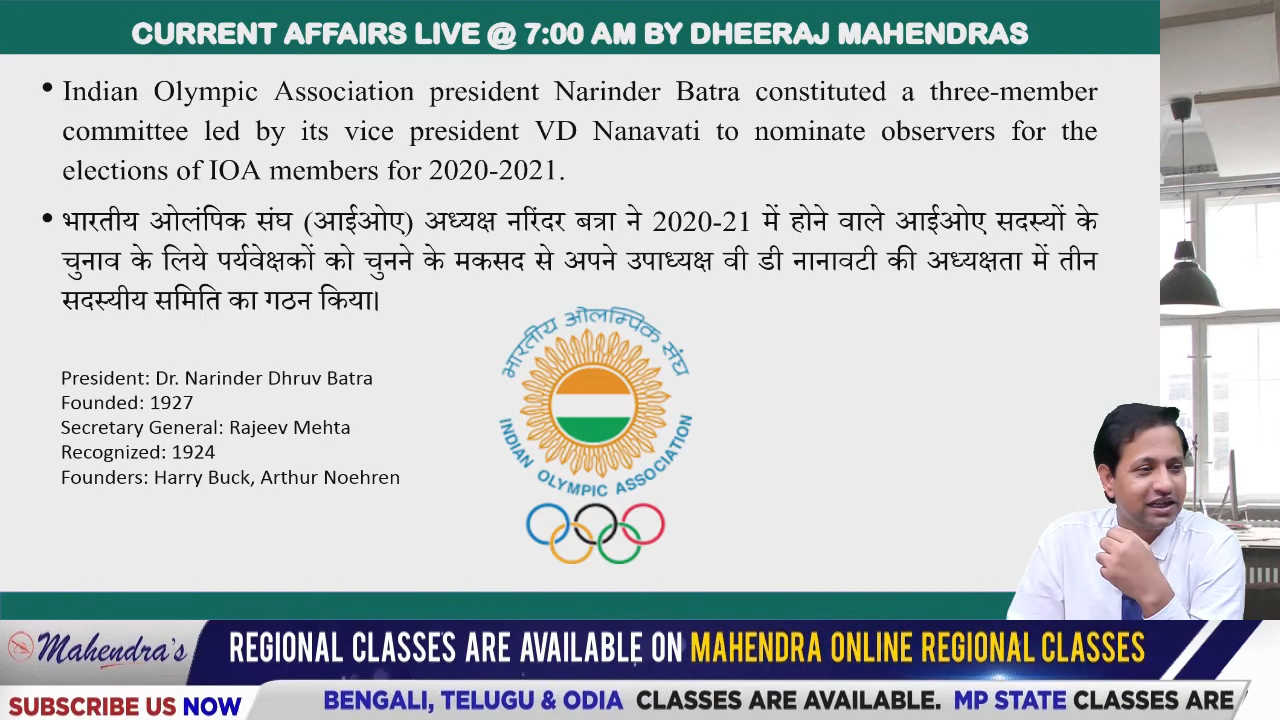 CURRENT AFFAIRS LIVE @ 7:00 AM BY DHEERAJ MAHENDRAS
• Indian Olympic Association president Narinder Batra constituted a three-member
committee led by its vice president VD Nanavati to nominate observers for the
elections of IOA members for 2020-2021.
• भारतीय ओलंपिक संघ (आईओए) अध्यक्ष नरिंदर बत्रा ने 2020-21 में होने वाले आईओए सदस्यों के
चुनाव के लिये पर्यवेक्षकों को चुनने के मकसद से अपने उपाध्यक्ष वी डी नानावटी की अध्यक्षता में तीन
सदस्यीय समिति का गठन किया।
भारतीय ओलम्पिक संघ
INDIAN OLYMPIC ASSOCIATION
President: Dr. Narinder Dhruv Batra
Founded: 1927
Secretary General: Rajeev Mehta
Recognized: 1924
Founders: Harry Buck, Arthur Noehren
Mahendra's
REGIONAL CLASSES ARE AVAILABLE ON MAHENDRA ONLINE REGIONAL CLASSES
SUBSCRIBE US NOW
BENGALI, TELUGU & ODIA CLASSES ARE AVAILABLE. MP STATE CLASSES ARE